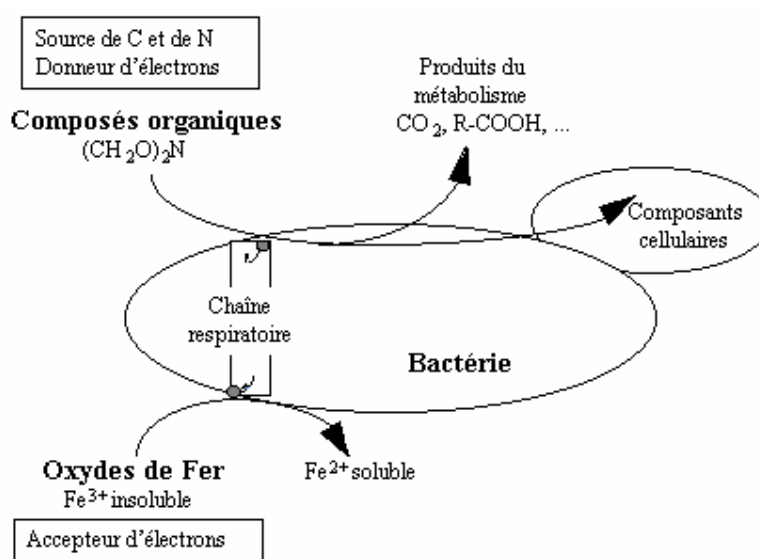 Source de C et de N
Donneur d'électrons
Composés organiques
(CH2O)2N
Produits du
métabolisme
CO2, R-COOH, ...
Composants
cellulaires
Chaîne
respiratoire
Bactérie
Oxydes de Fer
Fe3+ insoluble
Fe2+ soluble
Accepteur d'électrons